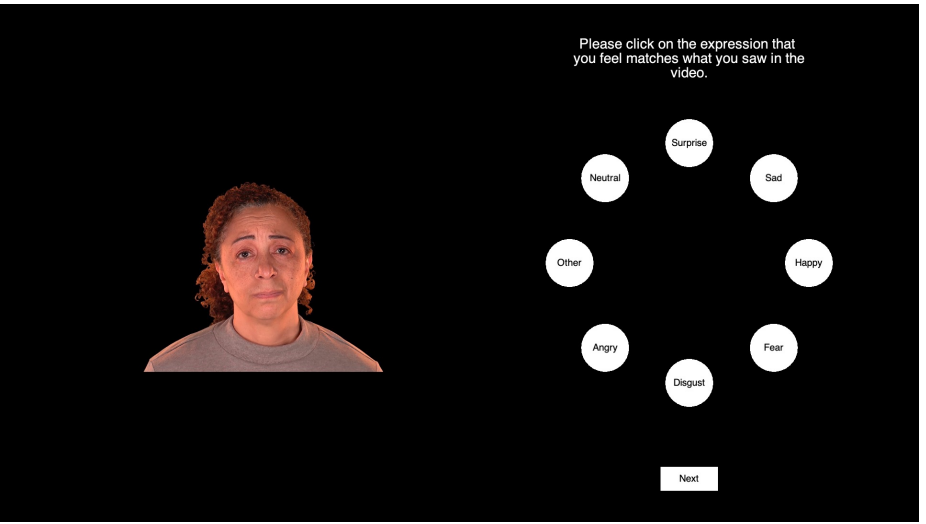 Please click on the expression that
you feel matches what you saw in the
video.
Surprise
Neutral
Sad
Other
Happy
Angry
Fear
Disgust
Next